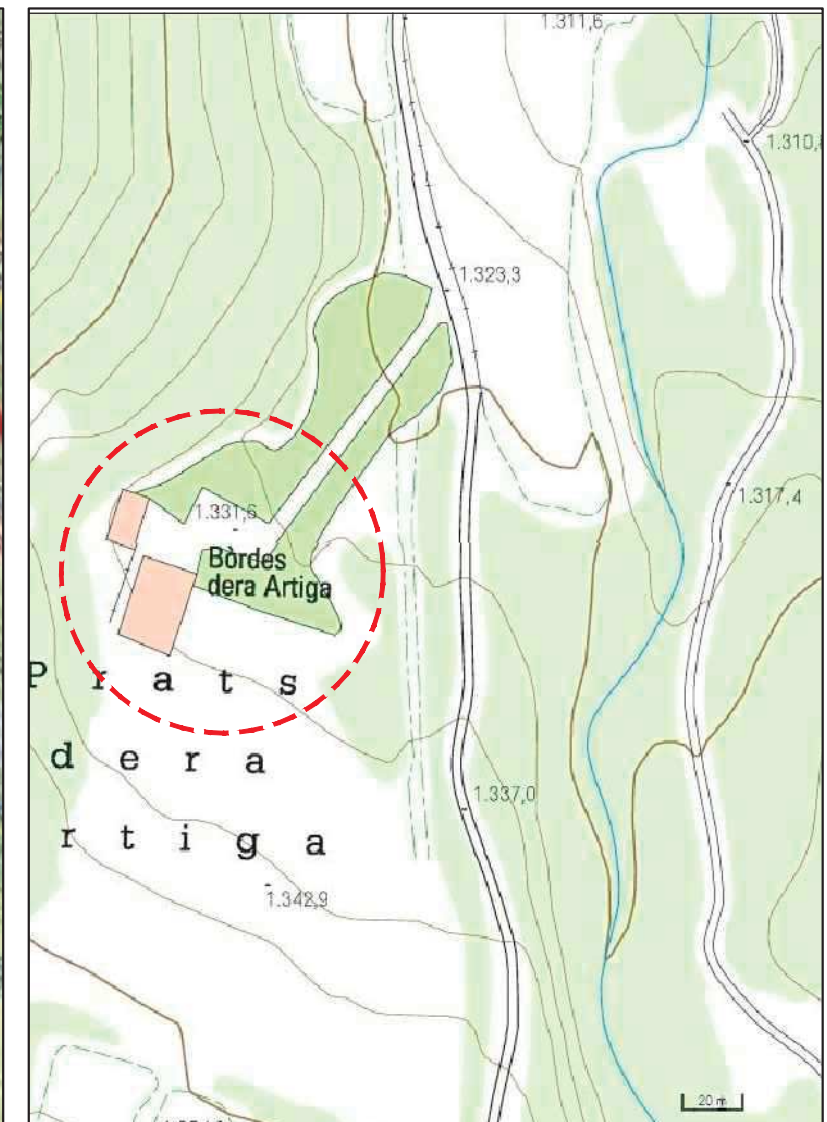 1.311,6
1.310,
1.323,3
1.317,4
1.331,6
Bòrdes
dera Artiga
P r a t s
d e r a
r t i g a
1.337,0
1.342,9
20 m